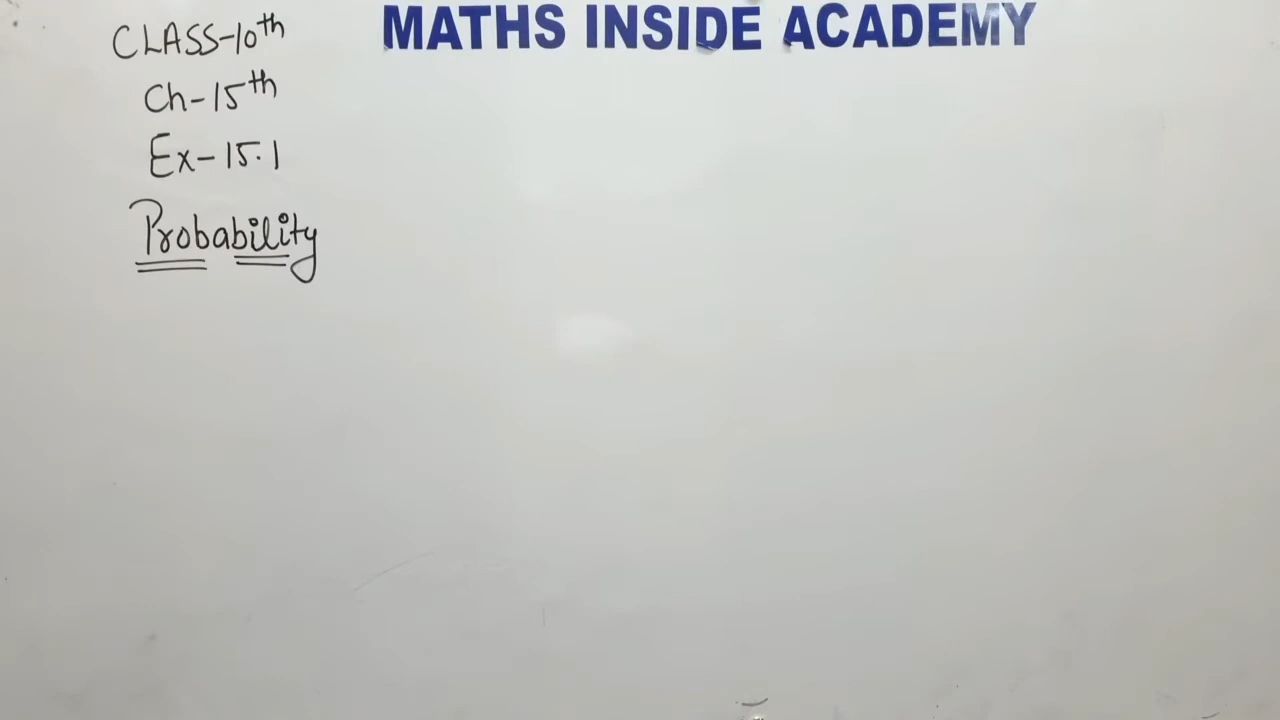 MATHS INSIDE ACADEMY
CLASS-10th
Ch-15th
Ex-15.1
Probability